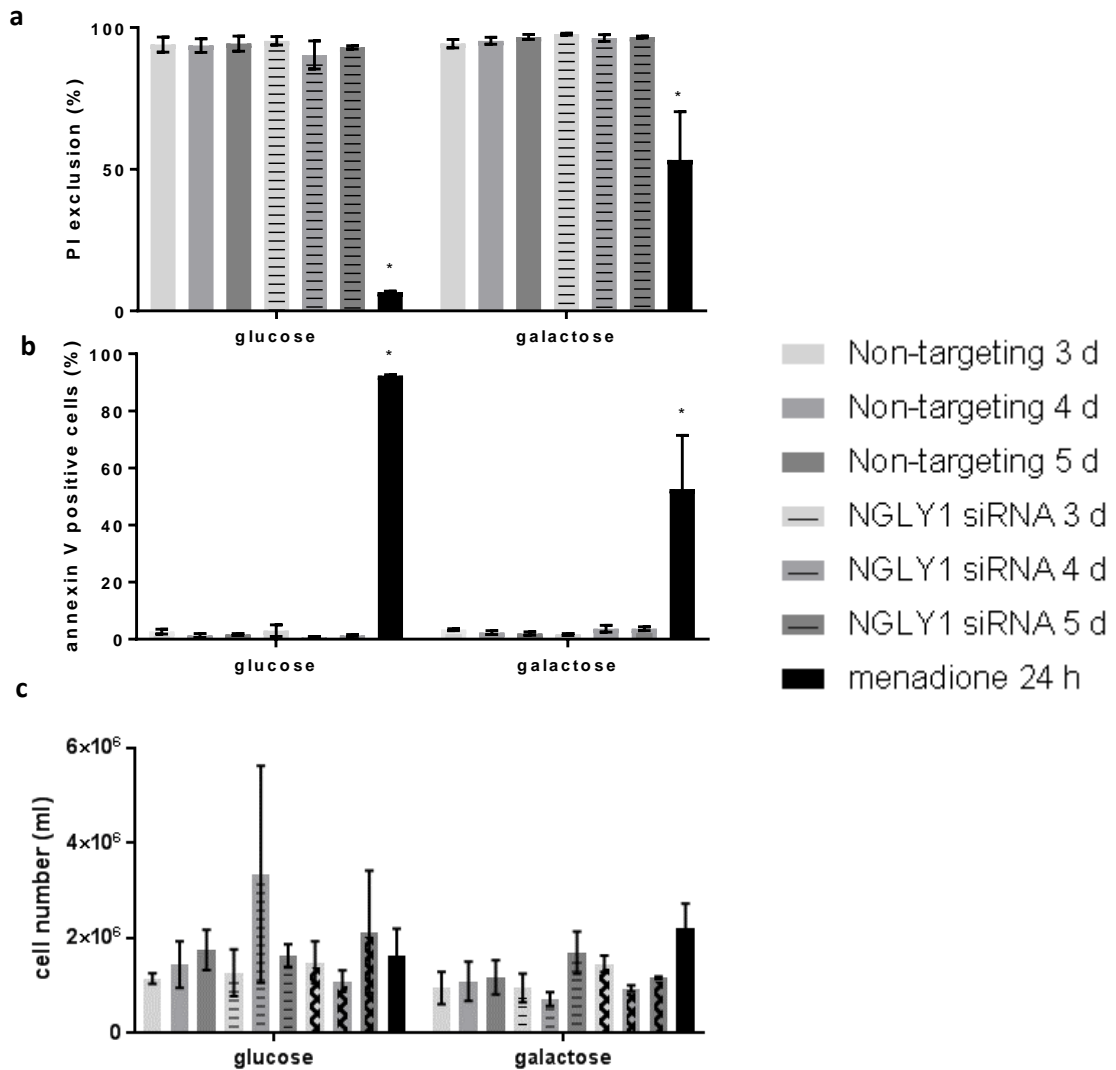 a
PI exclusion (%)
100
50
0
*
*
glucose
galactose
b
annexin V positive cells (%)
100
80
60
40
20
0
*
*
glucose
galactose
Non-targeting 3 d
Non-targeting 4 d
Non-targeting 5 d
NGLY1 siRNA 3 d
NGLY1 siRNA 4 d
NGLY1 siRNA 5 d
menadione 24 h
c
cell number (ml)
6×10⁶
4×10⁶
2×10⁶
0
glucose
galactose